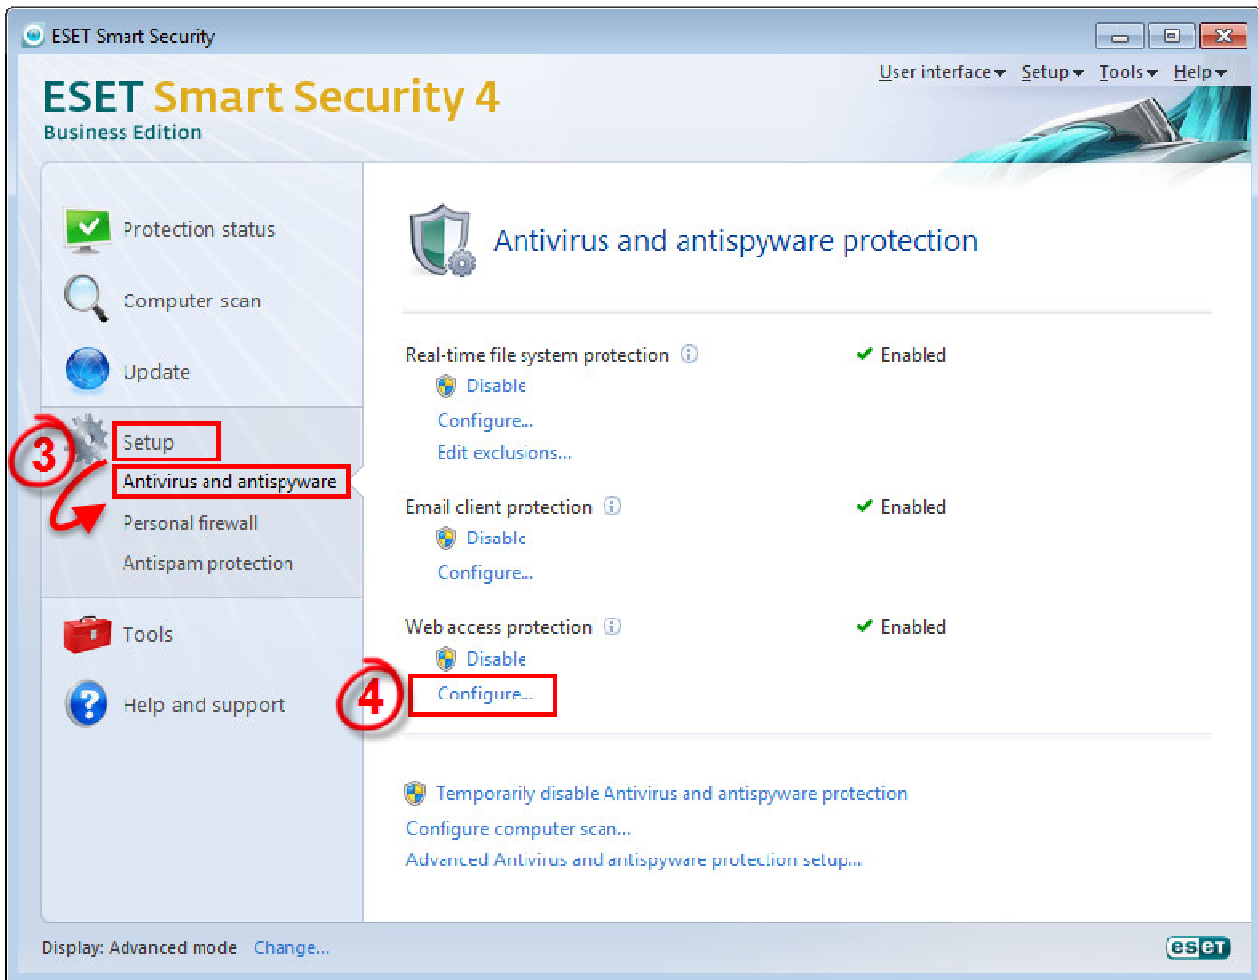 ESET Smart Security
User interface Setup Tools Help
ESET Smart Security 4
Business Edition
Protection status
Computer scan
Update
3
Setup
Antivirus and antispyware
Personal firewall
Antispam protection
Tools
Help and support
Antivirus and antispyware protection
Real-time file system protection Enabled
Disable
Configure...
Edit exclusions...
Email client protection Enabled
Disable
Configure...
Web access protection Enabled
Disable
4
Configure...
Temporarily disable Antivirus and antispyware protection
Configure computer scan...
Advanced Antivirus and antispyware protection setup...
Display: Advanced mode Change...
eset